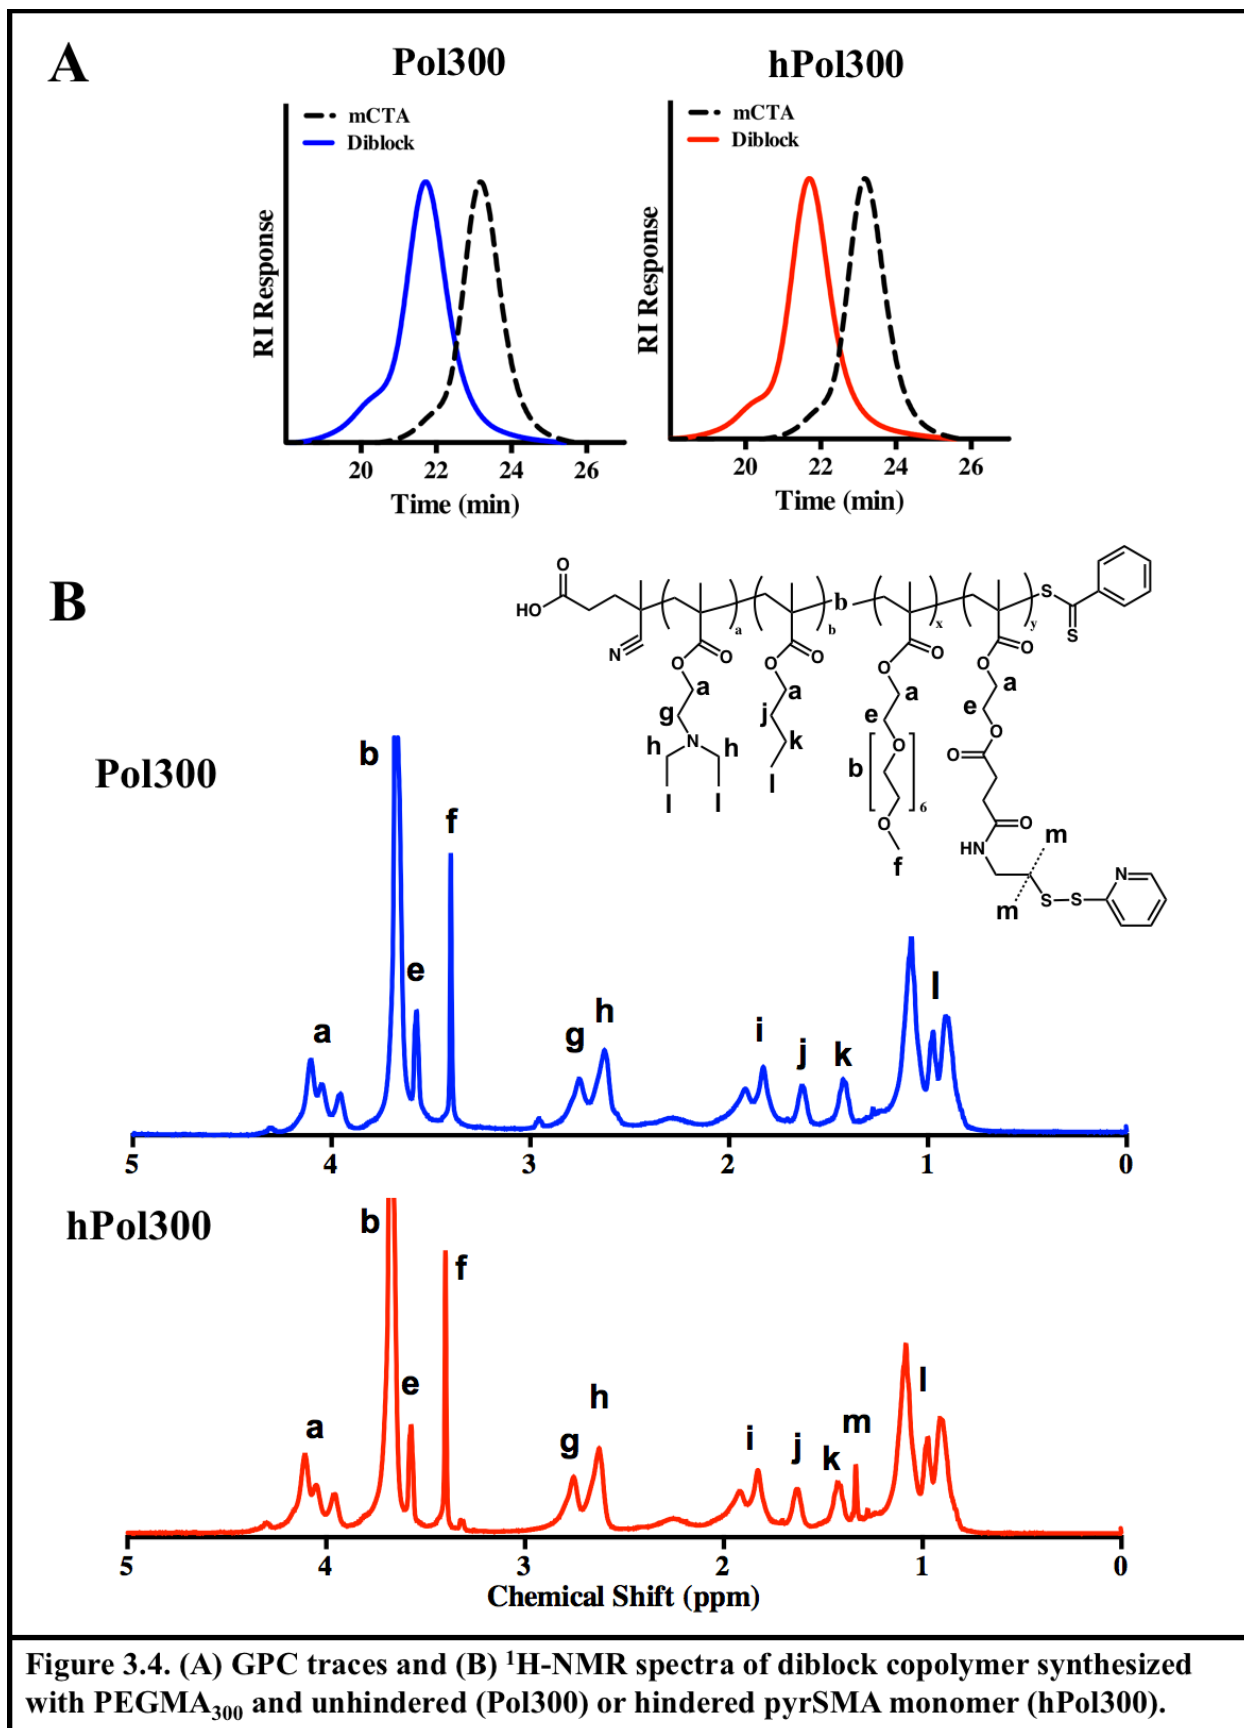 A
Pol300
mCTA
Diblock
RI Response
20 22 24 26
Time (min)
hPol300
mCTA
Diblock
RI Response
20 22 24 26
Time (min)
B
O
HO
N
O
O
a
g
N
h
h
l
l
a
O
O
a
j
k
l
b
b
O
O
a
e
O
b
6
O
f
x
O
O
a
e
O
O
O
HN
m
m
S-S
N
y
S
S
Pol300
b
e
f
a
g
h
i
j
k
l
5 4 3 2 1 0
hPol300
b
e
f
a
g
h
i
j
k
m
l
5 4 3 2 1 0
Chemical Shift (ppm)
Figure 3.4. (A) GPC traces and (B) ¹H-NMR spectra of diblock copolymer synthesized
with PEGMA₃₀₀ and unhindered (Pol300) or hindered pyrSMA monomer (hPol300).